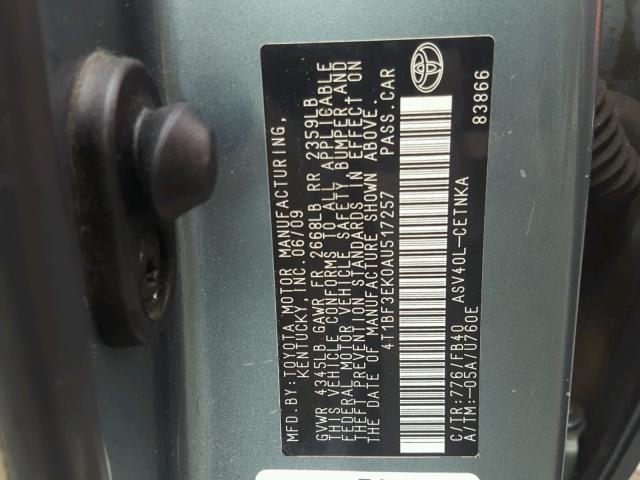 MFD.BY:TOYOTA MOTOR MANUFACTURING,
KENTUCKY, INC. 06/09
GVWR 4345LB GAWR FR 2668LB RR 2359LB
THIS VEHICLE CONFORMS TO ALL APPLICABLE
FEDERAL MOTOR VEHICLE SAFETY, BUMPER AND
THEFT PREVENTION STANDARDS IN EFFECT ON
THE DATE OF MANUFACTURE SHOWN ABOVE.
4T1BF3EK0AU517257 PASS. CAR
C/TR:776/FB40 ASV40L-CETNKA
A/TM:-05A/U760E
83866